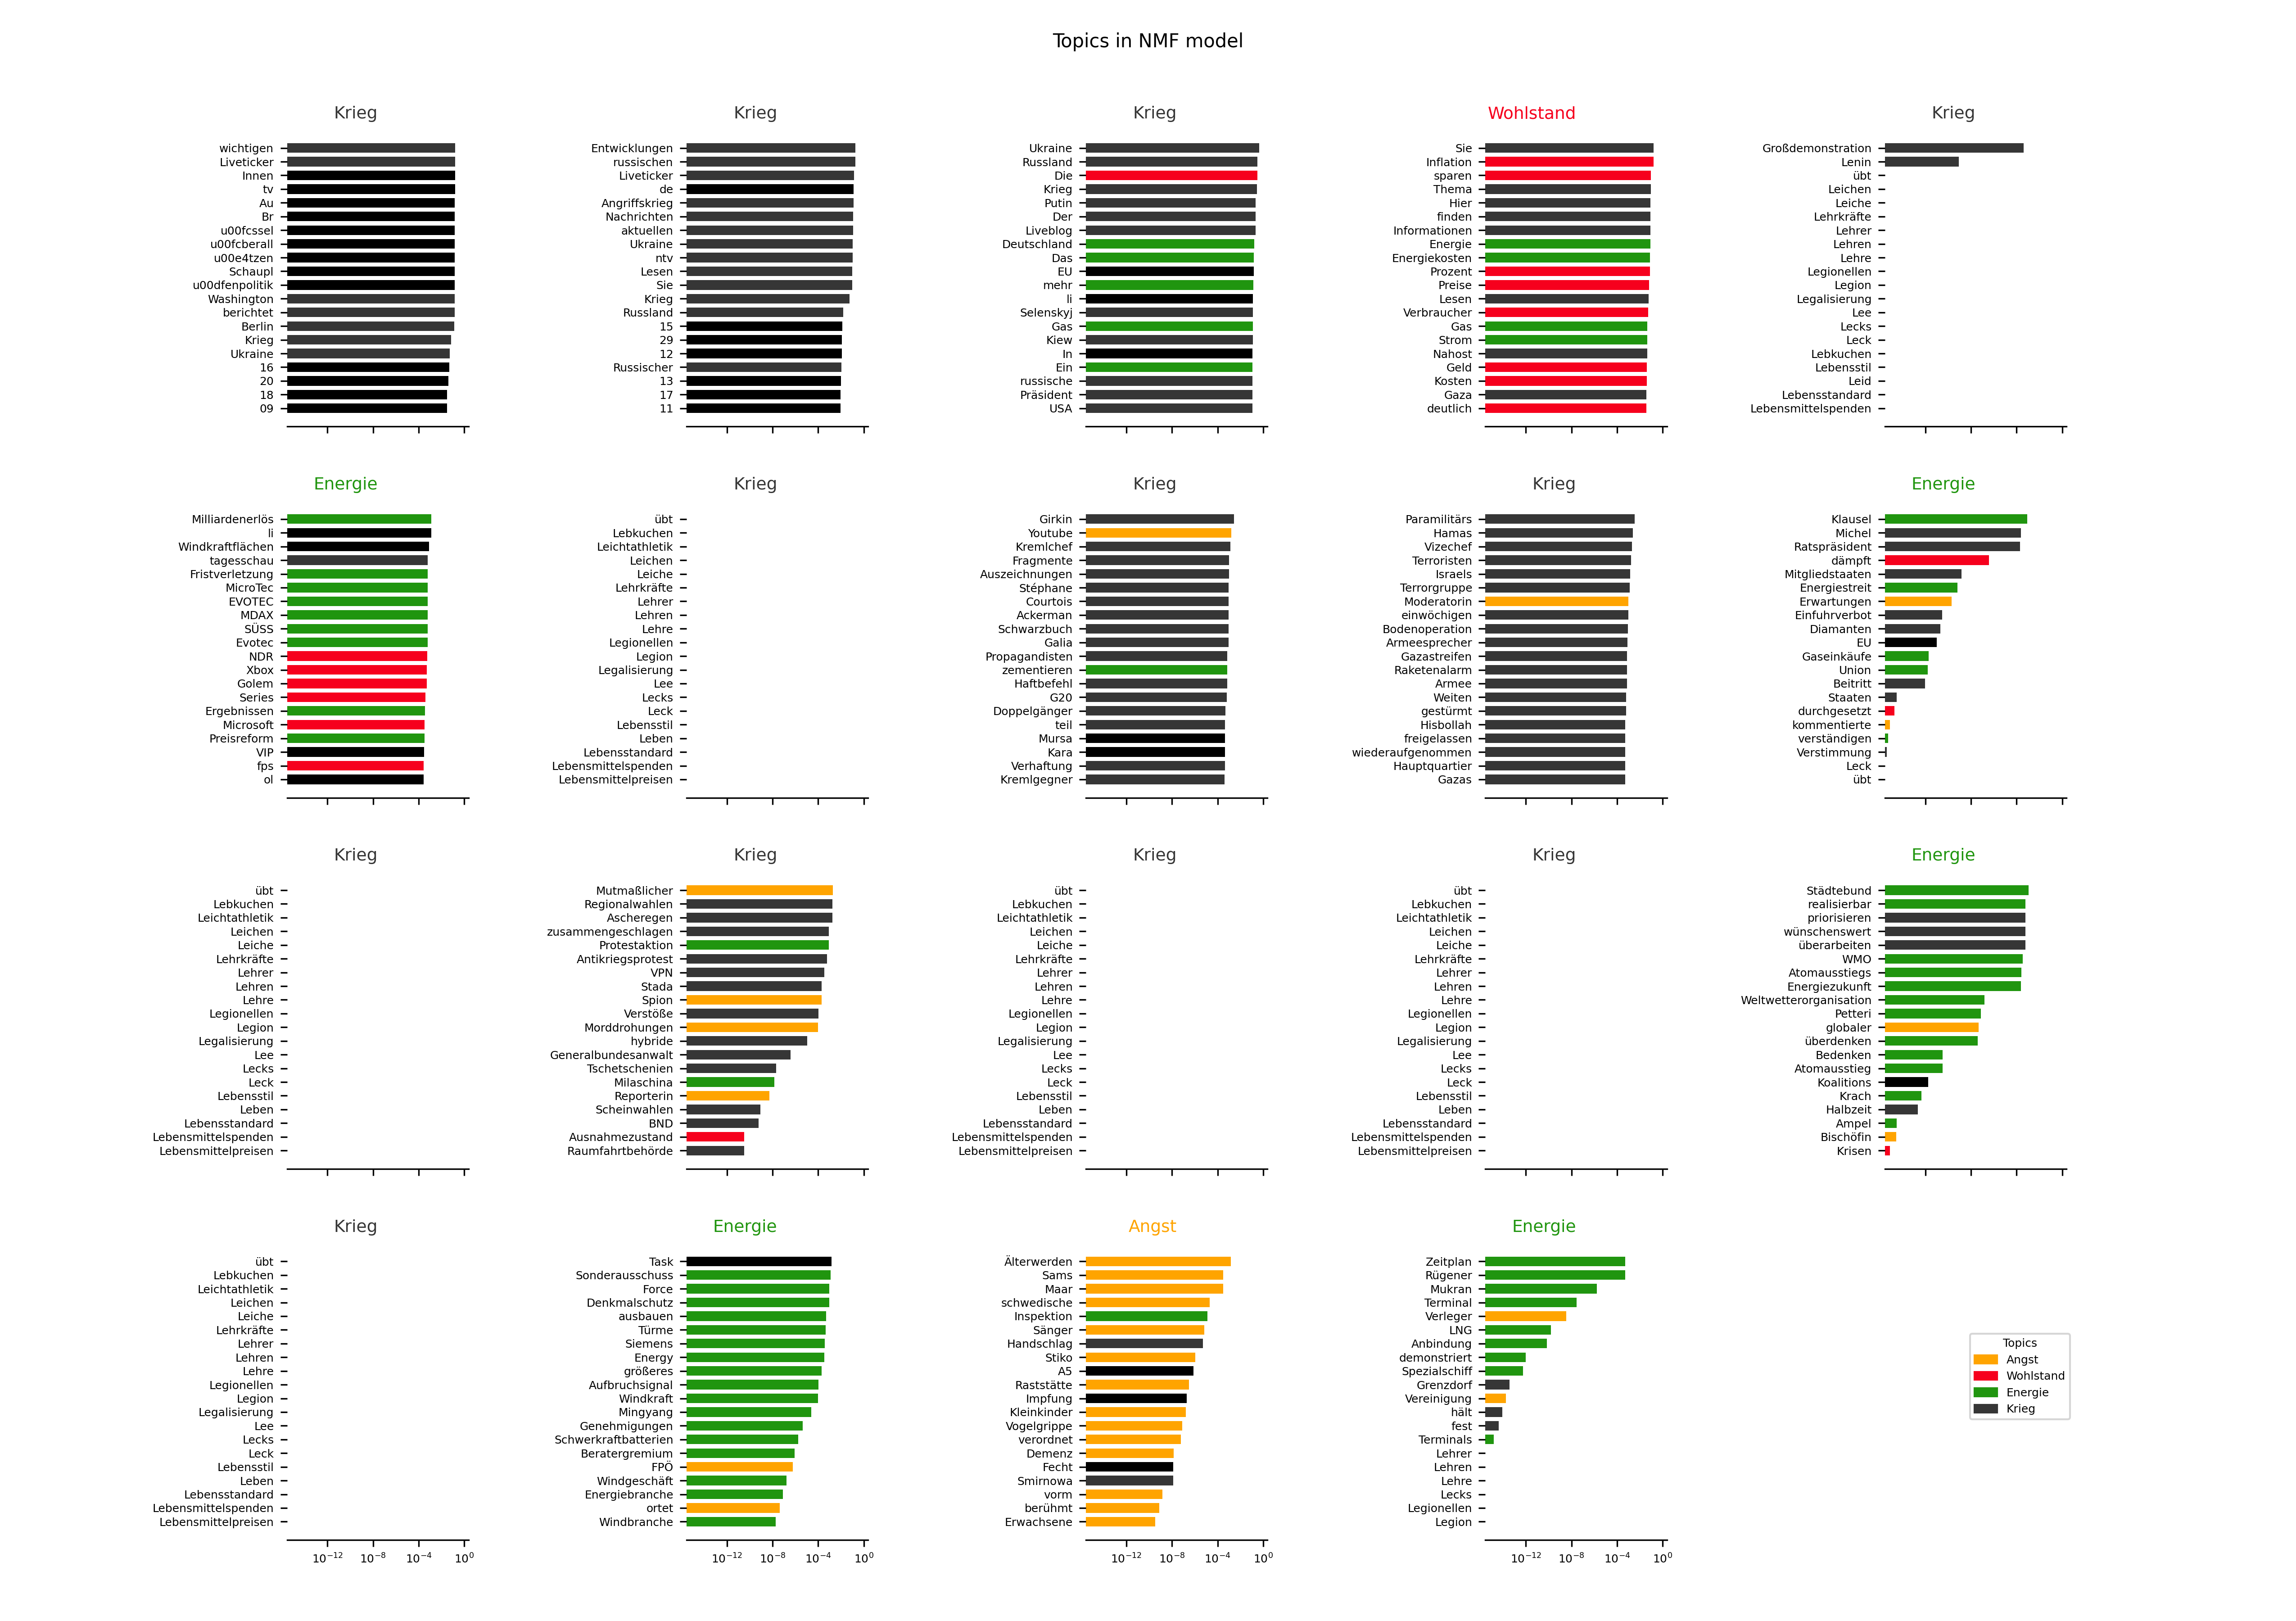 Topics in NMF model
Krieg
wichtigen
Liveticker
Innen
tv
Au
Br
u00fcssel
u00fcberall
u00e4tzen
Schaupl
u00dfenpolitik
Washington
berichtet
Berlin
Krieg
Ukraine
16
20
18
09
Krieg
Entwicklungen
russischen
Liveticker
de
Angriffskrieg
Nachrichten
aktuellen
Ukraine
ntv
Lesen
Sie
Krieg
Russland
15
29
12
Russischer
13
17
11
Krieg
Ukraine
Russland
Die
Krieg
Putin
Der
Liveblog
Deutschland
Das
EU
mehr
li
Selenskyj
Gas
Kiew
In
Ein
russische
Präsident
USA
Wohlstand
Sie
Inflation
sparen
Thema
Hier
finden
Informationen
Energie
Energiekosten
Prozent
Preise
Lesen
Verbraucher
Gas
Strom
Nahost
Geld
Kosten
Gaza
deutlich
Krieg
Großdemonstration
Lenin
übt
Leichen
Leiche
Lehrkräfte
Lehrer
Lehren
Lehre
Legionellen
Legion
Legalisierung
Lee
Lecks
Leck
Lebkuchen
Lebensstil
Leid
Lebensstandard
Lebensmittelspenden
Energie
Milliardenerlös
li
Windkraftflächen
tagesschau
Fristverletzung
MicroTec
EVOTEC
MDAX
SÜSS
Evotec
NDR
Xbox
Golem
Series
Ergebnissen
Microsoft
Preisreform
VIP
fps
ol
Krieg
übt
Lebkuchen
Leichtathletik
Leichen
Leiche
Lehrkräfte
Lehrer
Lehren
Lehre
Legionellen
Legion
Legalisierung
Lee
Lecks
Leck
Lebensstil
Leben
Lebensstandard
Lebensmittelspenden
Lebensmittelpreisen
Krieg
Girkin
Youtube
Kremlchef
Fragmente
Auszeichnungen
Stéphane
Courtois
Ackerman
Schwarzbuch
Galia
Propagandisten
zementieren
Haftbefehl
G20
Doppelgänger
teil
Mursa
Kara
Verhaftung
Kremlgegner
Krieg
Paramilitärs
Hamas
Vizechef
Terroristen
Israels
Terrorgruppe
Moderatorin
einwöchigen
Bodenoperation
Armeesprecher
Gazastreifen
Raketenalarm
Armee
Weiten
gestürmt
Hisbollah
freigelassen
wiederaufgenommen
Hauptquartier
Gazas
Energie
Klausel
Michel
Ratspräsident
dämpft
Mitgliedstaaten
Energiestreit
Erwartungen
Einfuhrverbot
Diamanten
EU
Gaseinkäufe
Union
Beitritt
Staaten
durchgesetzt
kommentierte
verständigen
Verstimmung
Leck
übt
Krieg
übt
Lebkuchen
Leichtathletik
Leichen
Leiche
Lehrkräfte
Lehrer
Lehren
Lehre
Legionellen
Legion
Legalisierung
Lee
Lecks
Leck
Lebensstil
Leben
Lebensstandard
Lebensmittelspenden
Lebensmittelpreisen
Krieg
Mutmaßlicher
Regionalwahlen
Ascheregen
zusammengeschlagen
Protestaktion
Antikriegsprotest
VPN
Stada
Spion
Verstöße
Morddrohungen
hybride
Generalbundesanwalt
Tschetschenien
Milaschina
Reporterin
Scheinwahlen
BND
Ausnahmezustand
Raumfahrtbehörde
Krieg
übt
Lebkuchen
Leichtathletik
Leichen
Leiche
Lehrkräfte
Lehrer
Lehren
Lehre
Legionellen
Legion
Legalisierung
Lee
Lecks
Leck
Lebensstil
Leben
Lebensstandard
Lebensmittelspenden
Lebensmittelpreisen
Krieg
übt
Lebkuchen
Leichtathletik
Leichen
Leiche
Lehrkräfte
Lehrer
Lehren
Lehre
Legionellen
Legion
Legalisierung
Lee
Lecks
Leck
Lebensstil
Leben
Lebensstandard
Lebensmittelspenden
Lebensmittelpreisen
Energie
Städtebund
realisierbar
priorisieren
wünschenswert
überarbeiten
WMO
Atomausstiegs
Energiezukunft
Weltwetterorganisation
Petteri
globaler
überdenken
Bedenken
Atomausstieg
Koalitions
Krach
Halbzeit
Ampel
Bischöfin
Krisen
Krieg
übt
Lebkuchen
Leichtathletik
Leichen
Leiche
Lehrkräfte
Lehrer
Lehren
Lehre
Legionellen
Legion
Legalisierung
Lee
Lecks
Leck
Lebensstil
Leben
Lebensstandard
Lebensmittelspenden
Lebensmittelpreisen
10⁻¹² 10⁻⁸ 10⁻⁴ 10⁰
Energie
Task
Sonderausschuss
Force
Denkmalschutz
ausbauen
Türme
Siemens
Energy
größeres
Aufbruchsignal
Windkraft
Mingyang
Genehmigungen
Schwerkraftbatterien
Beratergremium
FPÖ
Windgeschäft
Energiebranche
ortet
Windbranche
10⁻¹² 10⁻⁸ 10⁻⁴ 10⁰
Angst
Älterwerden
Sams
Maar
schwedische
Inspektion
Sänger
Handschlag
Stiko
A5
Raststätte
Impfung
Kleinkinder
Vogelgrippe
verordnet
Demenz
Fecht
Smirnowa
vorm
berühmt
Erwachsene
10⁻¹² 10⁻⁸ 10⁻⁴ 10⁰
Energie
Zeitplan
Rügener
Mukran
Terminal
Verleger
LNG
Anbindung
demonstriert
Spezialschiff
Grenzdorf
Vereinigung
hält
fest
Terminals
Lehrer
Lehren
Lehre
Lecks
Legionellen
Legion
10⁻¹² 10⁻⁸ 10⁻⁴ 10⁰
Topics
Angst
Wohlstand
Energie
Krieg